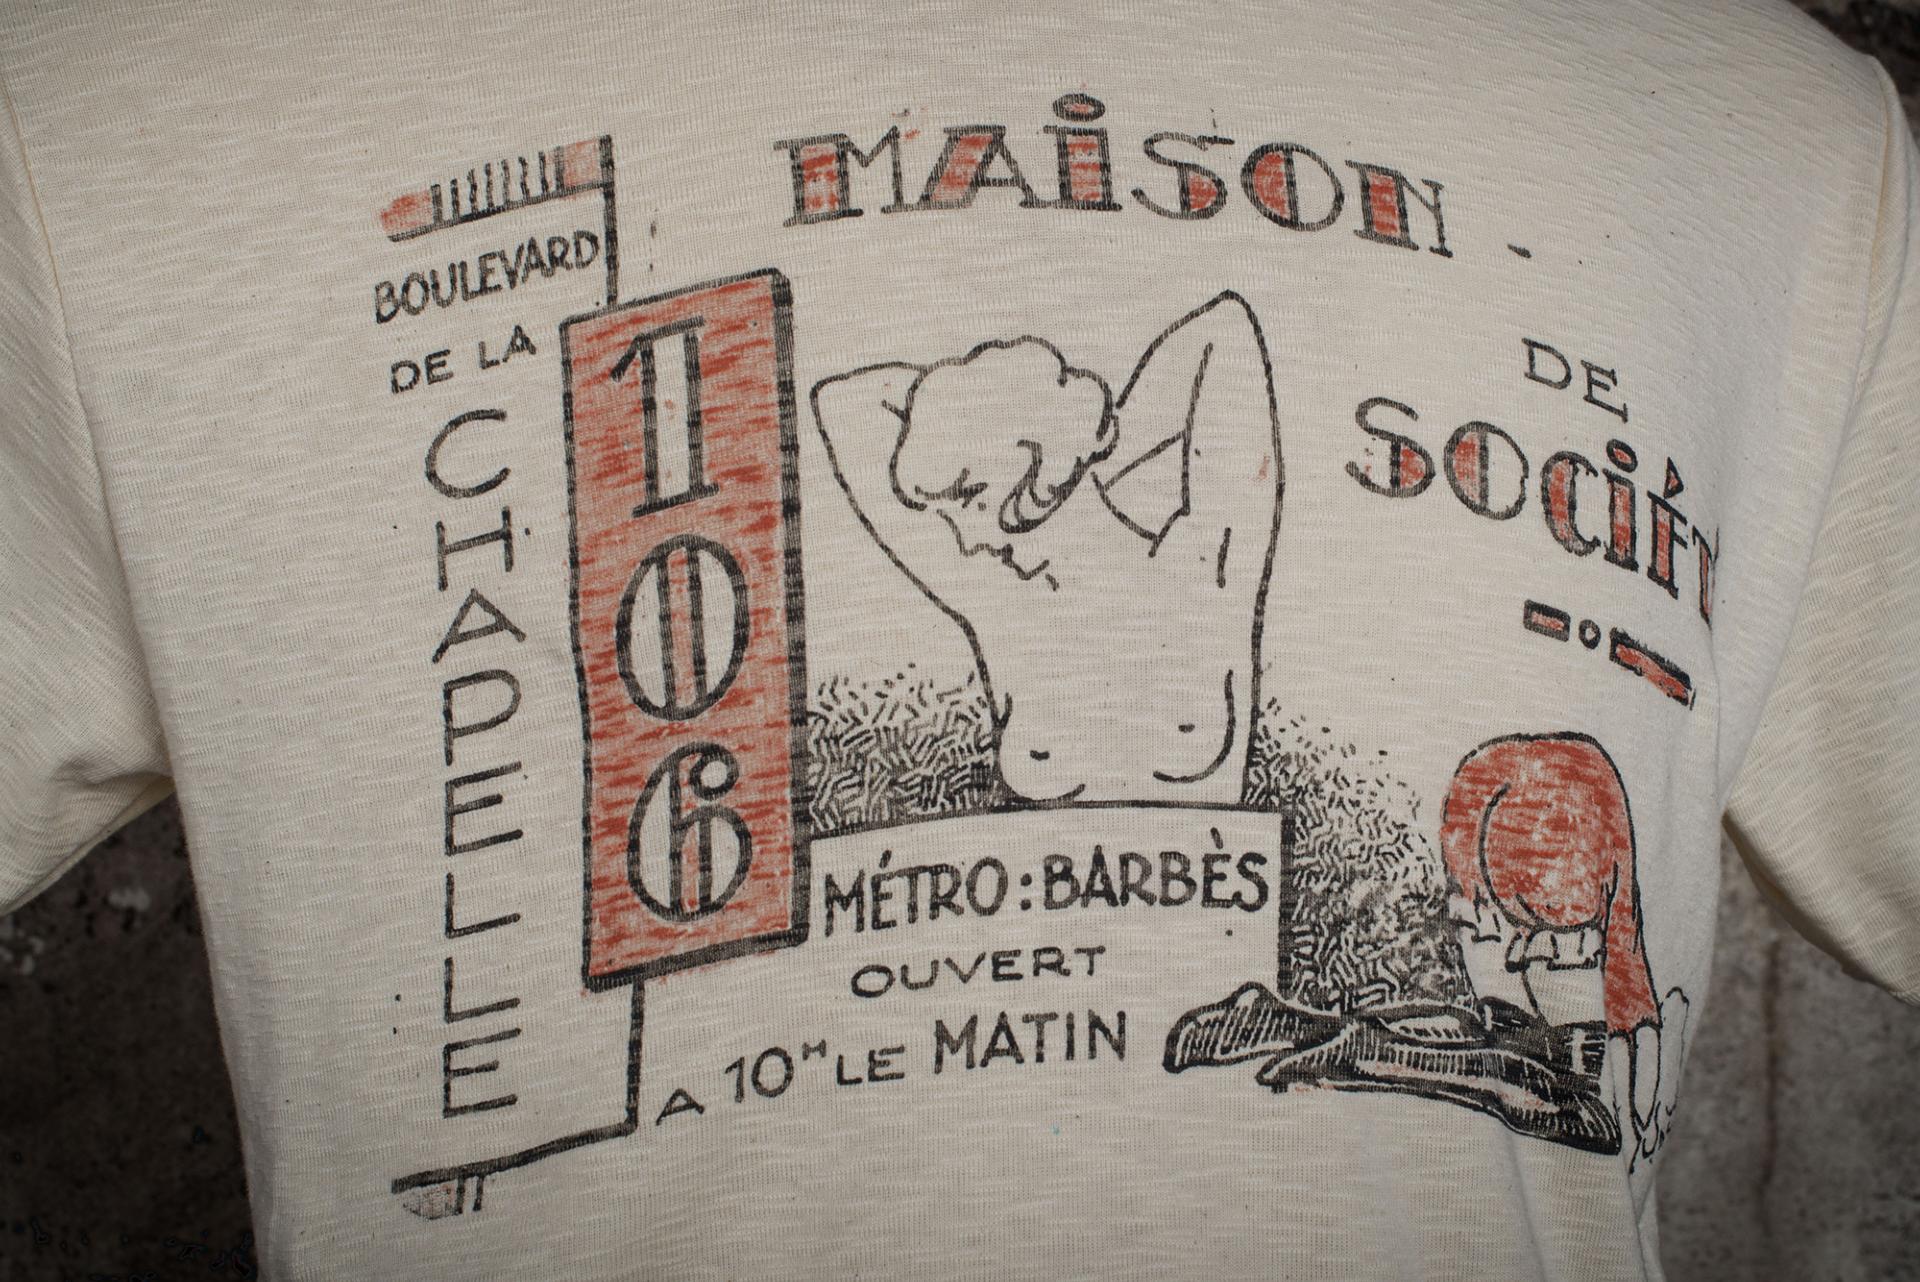 MAiSON
DE
SOCiÉTÉ
BOULEVARD
DE LA
CHAPELLE
106
MÉTRO : BARBÈS
OUVERT
A 10H LE MATIN